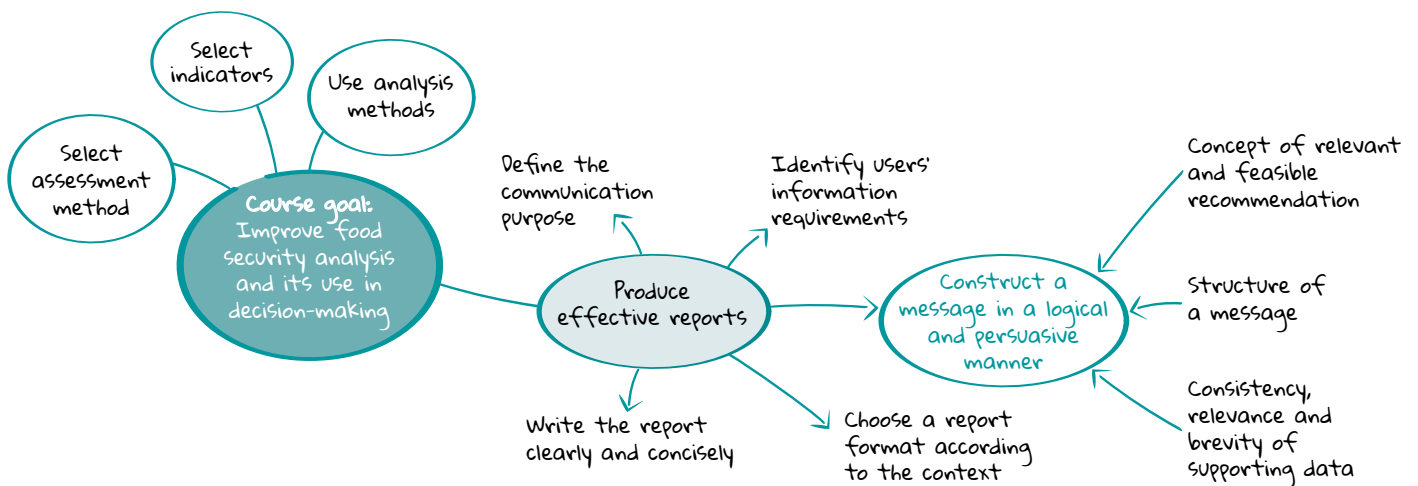 Select
indicators
Use analysis
methods
Select
assessment
method
Course goal:
Improve food
security analysis
and its use in
decision-making
Define the
communication
purpose
Identify users'
information
requirements
Produce
effective reports
Write the report
clearly and concisely
Choose a report
format according
to the context
Construct a
message in a logical
and persuasive
manner
Concept of relevant
and feasible
recommendation
Structure of
a message
Consistency,
relevance and
brevity of
supporting data